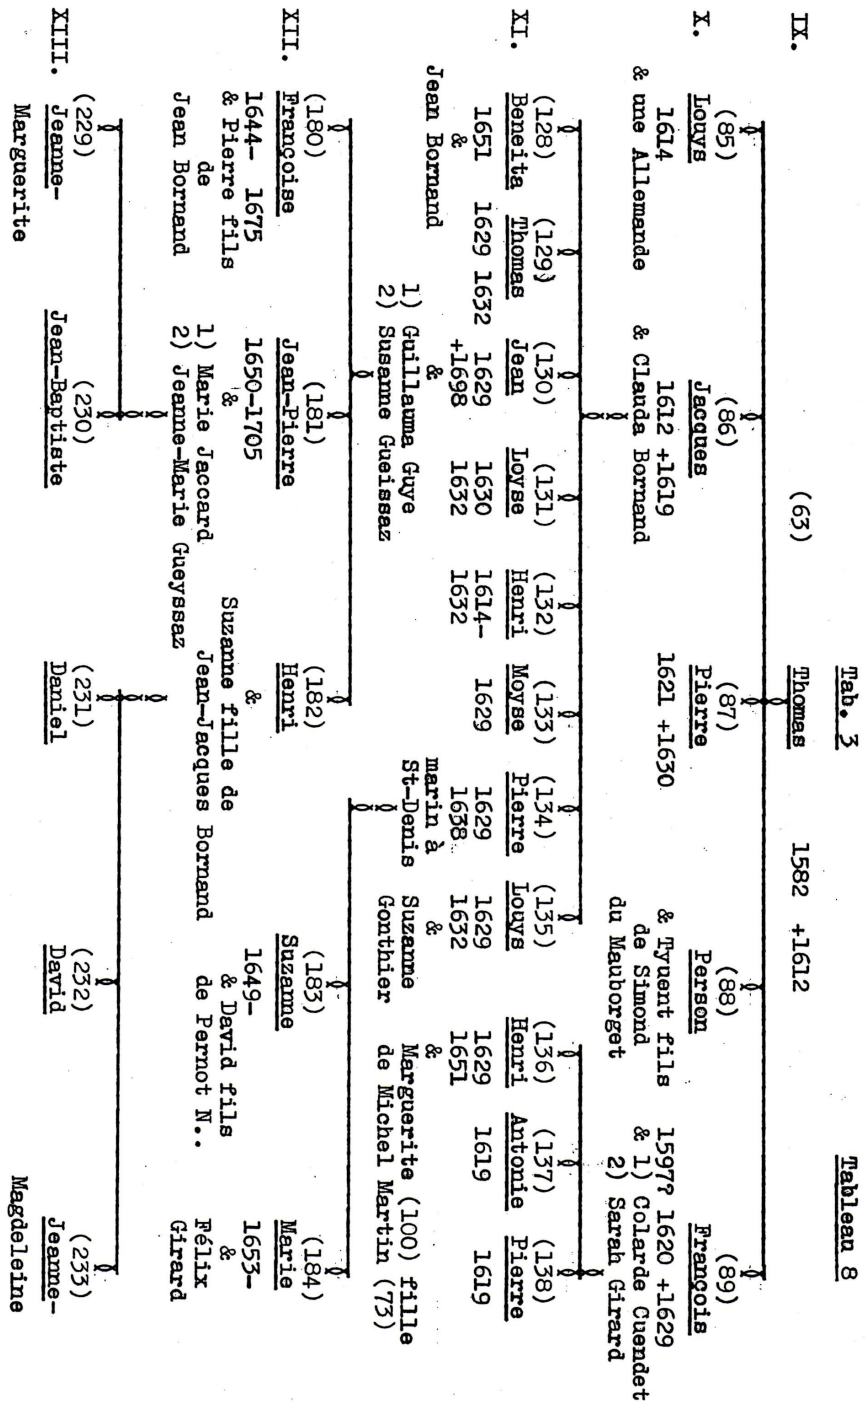 Tab. 3
Tableau 8
IX.
(63)
Thomas
1582 +1612
X.
(85)
Louys
1614
& une Allemande
(86)
Jacques
1612 +1619
& Clauda Bornand
(87)
Pierre
1621 +1630
(88)
Person
& Tyuent fils
de Simond
du Mauborget
(89)
François
1597? 1620 +1629
& 1) Colarde Cuendet
2) Sarah Girard
XI.
(128)
Beneita
1651
&
Jean Bornand
(129)
Thomas
1629 1632
(130)
Jean
1629
+1698
&
1) Guillauma Guye
2) Susanne Gueissaz
(131)
Loyse
1630
1632
(132)
Henri
1614-
1632
(133)
Moyse
1629
(134)
Pierre
1629
1638
marin à
St-Denis
(135)
Louys
1629
1632
&
Suzanne
Gonthier
(136)
Henri
1629
1651
&
Marguerite (100) fille
de Michel Martin (73)
(137)
Antonie
1619
(138)
Pierre
1619
XII.
(180)
Françoise
1644- 1675
& Pierre fils
de
Jean Bornand
(181)
Jean-Pierre
1650-1705
&
1) Marie Jaccard
2) Jeanne-Marie Gueyssaz
(182)
Henri
&
Suzanne fille de
Jean-Jacques Bornand
(183)
Suzanne
1649-
& David fils
de Pernot N..
(184)
Marie
1653-
&
Félix
Girard
XIII.
(229)
Jeanne-
Marguerite
(230)
Jean-Baptiste
(231)
Daniel
(232)
David
(233)
Jeanne-
Magdeleine